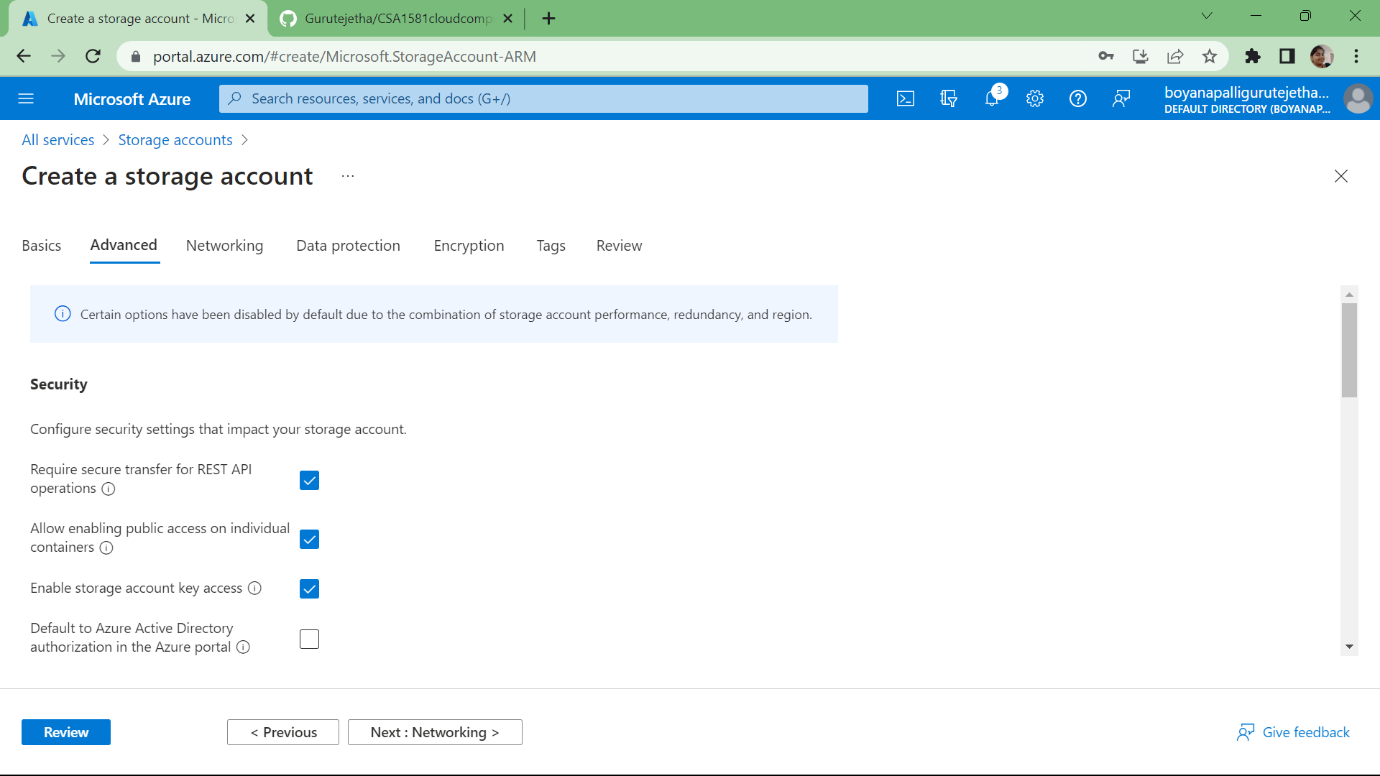 Create a storage account - Micro
Gurutejetha/CSA1581cloudcomp
portal.azure.com/#create/Microsoft.StorageAccount-ARM
Microsoft Azure
Search resources, services, and docs (G+/)
3
boyanapalligurutejetha...
DEFAULT DIRECTORY (BOYANAP...
All services > Storage accounts >
Create a storage account ...
Basics Advanced Networking Data protection Encryption Tags Review
Certain options have been disabled by default due to the combination of storage account performance, redundancy, and region.
Security
Configure security settings that impact your storage account.
Require secure transfer for REST API
operations
Allow enabling public access on individual
containers
Enable storage account key access
Default to Azure Active Directory
authorization in the Azure portal
Review
< Previous
Next : Networking >
Give feedback